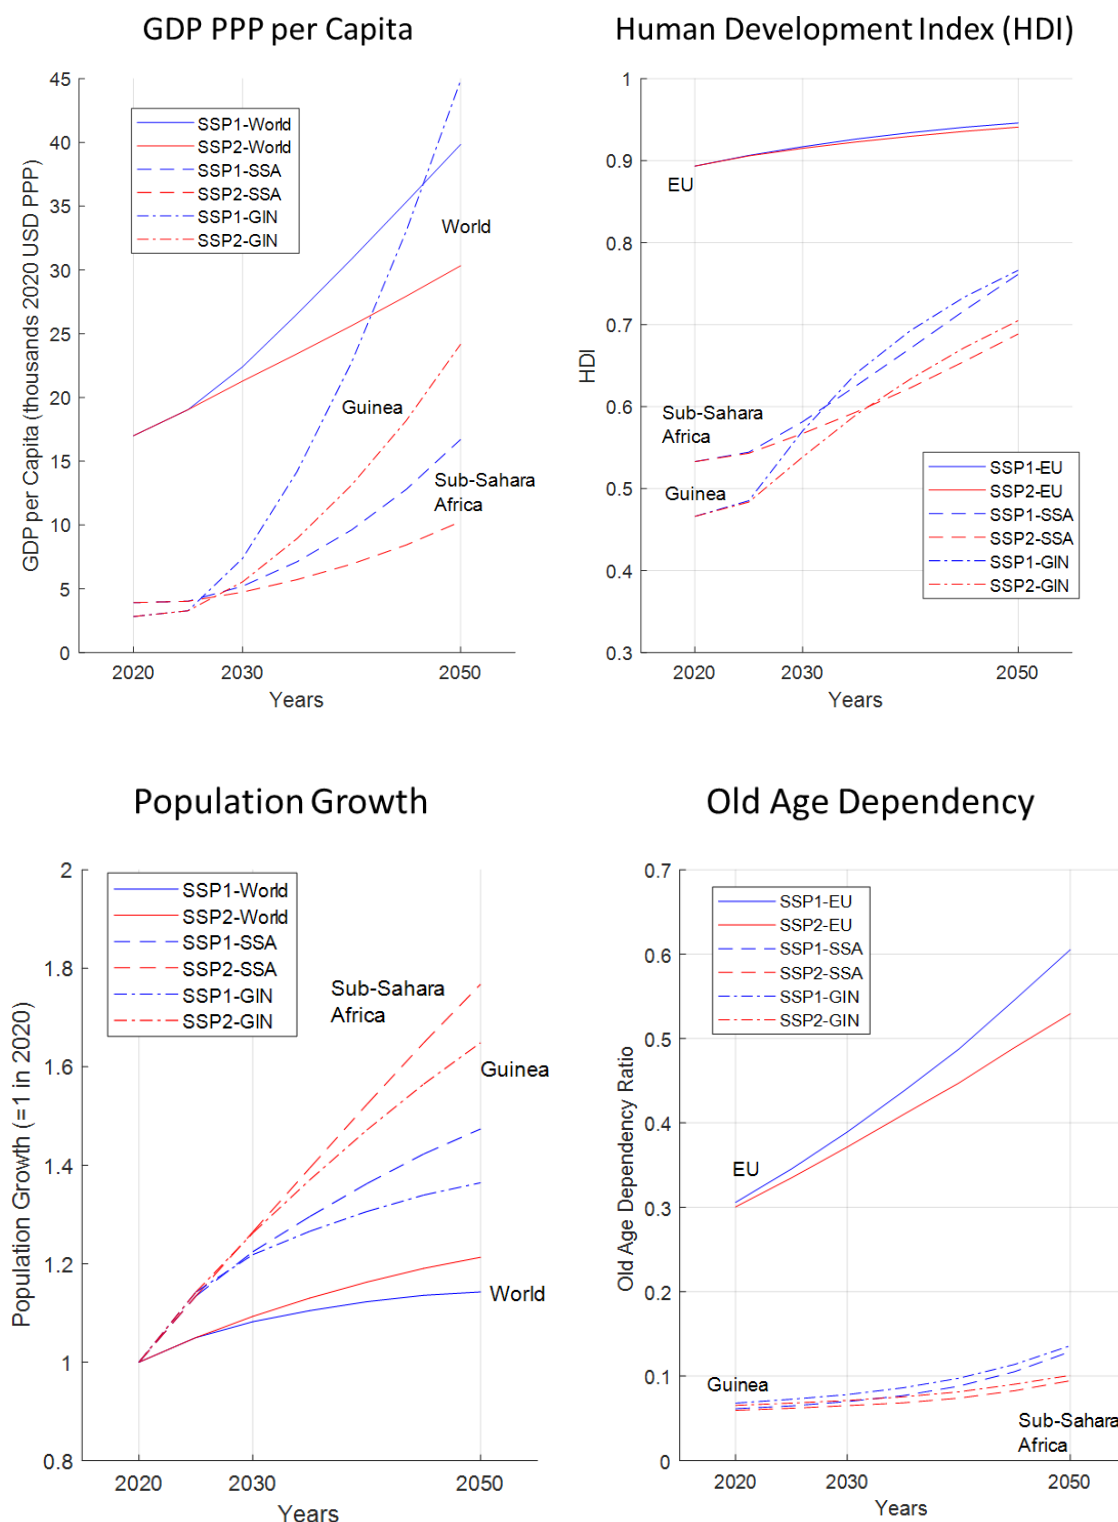 GDP PPP per Capita
GDP per Capita (thousands 2020 USD PPP)
45
40
35
30
25
20
15
10
5
0
SSP1-World
SSP2-World
SSP1-SSA
SSP2-SSA
SSP1-GIN
SSP2-GIN
World
Guinea
Sub-Sahara
Africa
2020
2030
2050
Years
Human Development Index (HDI)
HDI
1
0.9
0.8
0.7
0.6
0.5
0.4
0.3
EU
Sub-Sahara
Africa
Guinea
SSP1-EU
SSP2-EU
SSP1-SSA
SSP2-SSA
SSP1-GIN
SSP2-GIN
2020
2030
2050
Years
Population Growth
Population Growth (=1 in 2020)
2
1.8
1.6
1.4
1.2
1
0.8
SSP1-World
SSP2-World
SSP1-SSA
SSP2-SSA
SSP1-GIN
SSP2-GIN
Sub-Sahara
Africa
Guinea
World
2020
2030
2050
Years
Old Age Dependency
Old Age Dependency Ratio
0.7
0.6
0.5
0.4
0.3
0.2
0.1
0
SSP1-EU
SSP2-EU
SSP1-SSA
SSP2-SSA
SSP1-GIN
SSP2-GIN
EU
Guinea
Sub-Sahara
Africa
2020
2030
2050
Years